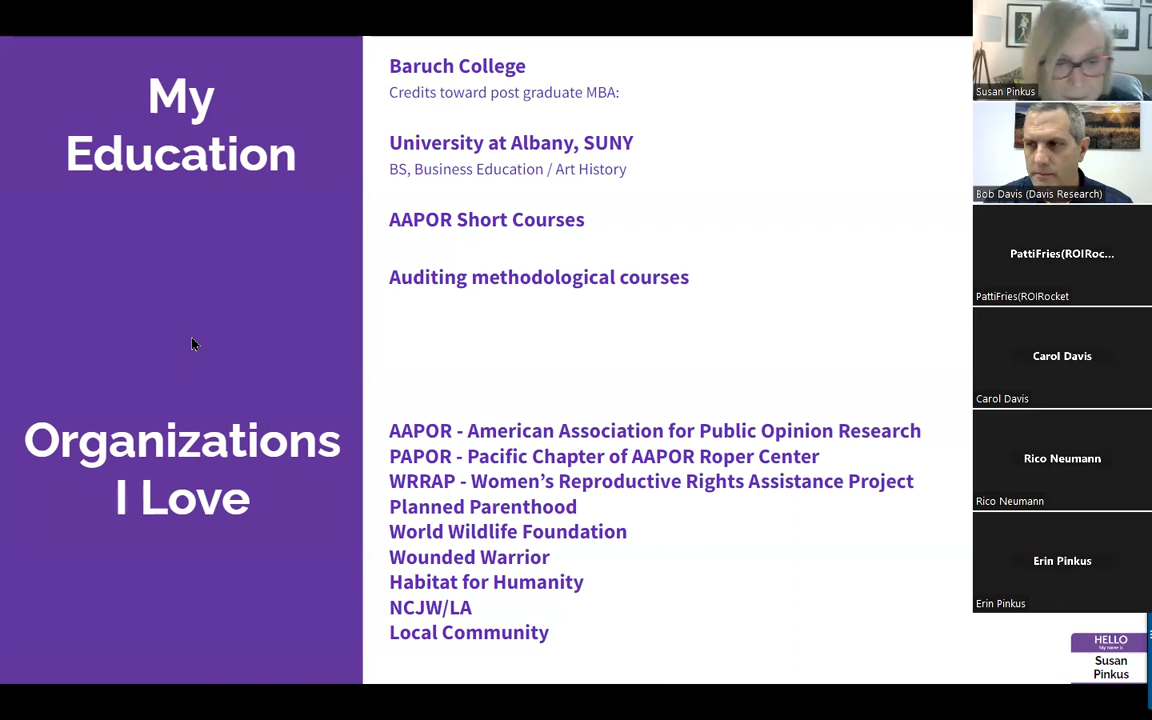 My
Education
Baruch College
Credits toward post graduate MBA:
University at Albany, SUNY
BS, Business Education / Art History
AAPOR Short Courses
Auditing methodological courses
Organizations
I Love
AAPOR - American Association for Public Opinion Research
PAPOR - Pacific Chapter of AAPOR Roper Center
WRRAP - Women's Reproductive Rights Assistance Project
Planned Parenthood
World Wildlife Foundation
Wounded Warrior
Habitat for Humanity
NCJW/LA
Local Community
Susan Pinkus
Bob Davis (Davis Research)
PattiFries(ROIRoc...
PattiFries(ROIRocket
Carol Davis
Carol Davis
Rico Neumann
Rico Neumann
Erin Pinkus
Erin Pinkus
HELLO
My name is
Susan
Pinkus